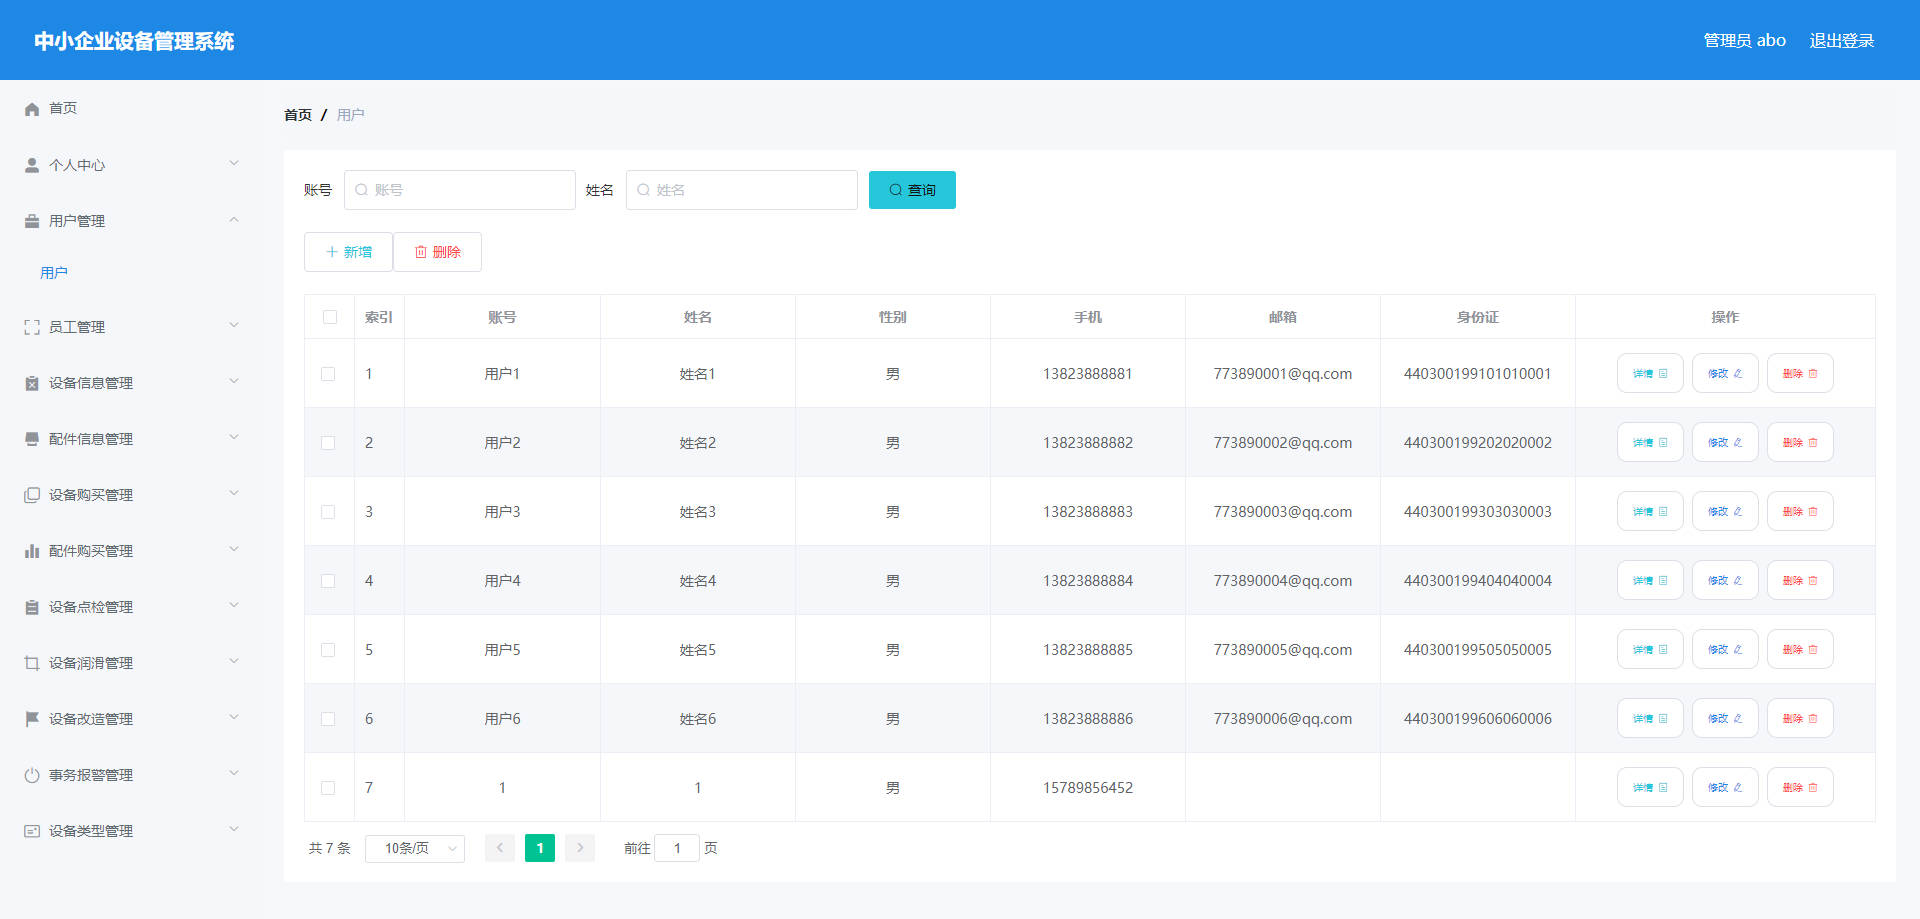 中小企业设备管理系统
管理员 abo 退出登录
首页
个人中心
用户管理
用户
员工管理
设备信息管理
配件信息管理
设备购买管理
配件购买管理
设备点检管理
设备润滑管理
设备改造管理
事务报警管理
设备类型管理
首页 / 用户
账号 账号 姓名 姓名 查询
新增 删除
索引 账号 姓名 性别 手机 邮箱 身份证 操作
1 用户1 姓名1 男 13823888881 773890001@qq.com 440300199101010001 详情 修改 删除
2 用户2 姓名2 男 13823888882 773890002@qq.com 440300199202020002 详情 修改 删除
3 用户3 姓名3 男 13823888883 773890003@qq.com 440300199303030003 详情 修改 删除
4 用户4 姓名4 男 13823888884 773890004@qq.com 440300199404040004 详情 修改 删除
5 用户5 姓名5 男 13823888885 773890005@qq.com 440300199505050005 详情 修改 删除
6 用户6 姓名6 男 13823888886 773890006@qq.com 440300199606060006 详情 修改 删除
7 1 1 男 15789856452 详情 修改 删除
共 7 条 10条/页 1 前往 1 页